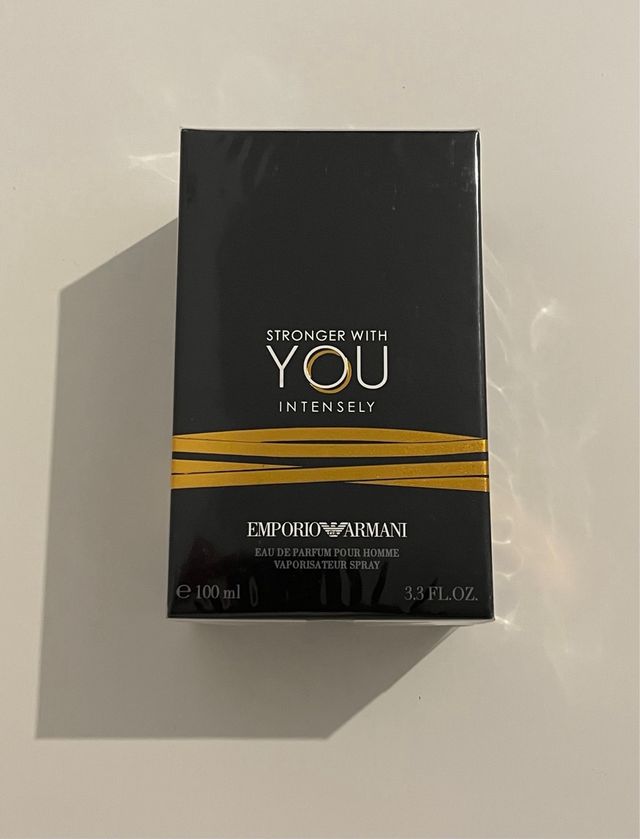 STRONGER WITH
YOU
INTENSELY
EMPORIO ARMANI
EAU DE PARFUM POUR HOMME
VAPORISATEUR SPRAY
℮ 100 ml 3.3 FL.OZ.